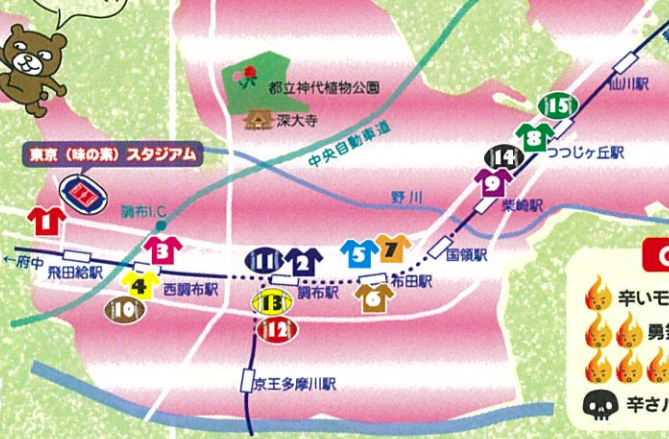 仙川駅
都立神代植物公園
15
深大寺
8
つつじヶ丘駅
東京(味の素)スタジアム
中央自動車道
14
9
野川
柴崎駅
1
調布I.C
3
←府中
飛田給駅
4
西調布駅
10
11
2
調布駅
5
7
6
布田駅
国領駅
13
12
京王多摩川駅
辛いモ
辛さ